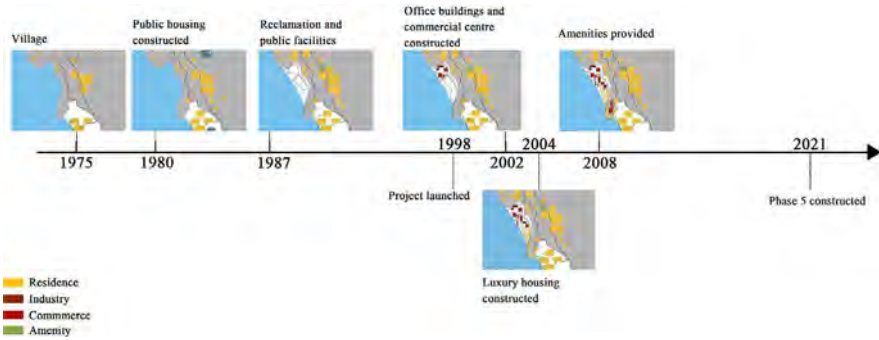 Village
Public housing
constructed
Reclamation and
public facilities
Office buildings and
commercial centre
constructed
Amenities provided
1975
1980
1987
1998
2002
2004
2008
2021
Project launched
Phase 5 constructed
Luxury housing
constructed
Residence
Industry
Commmerce
Amenity